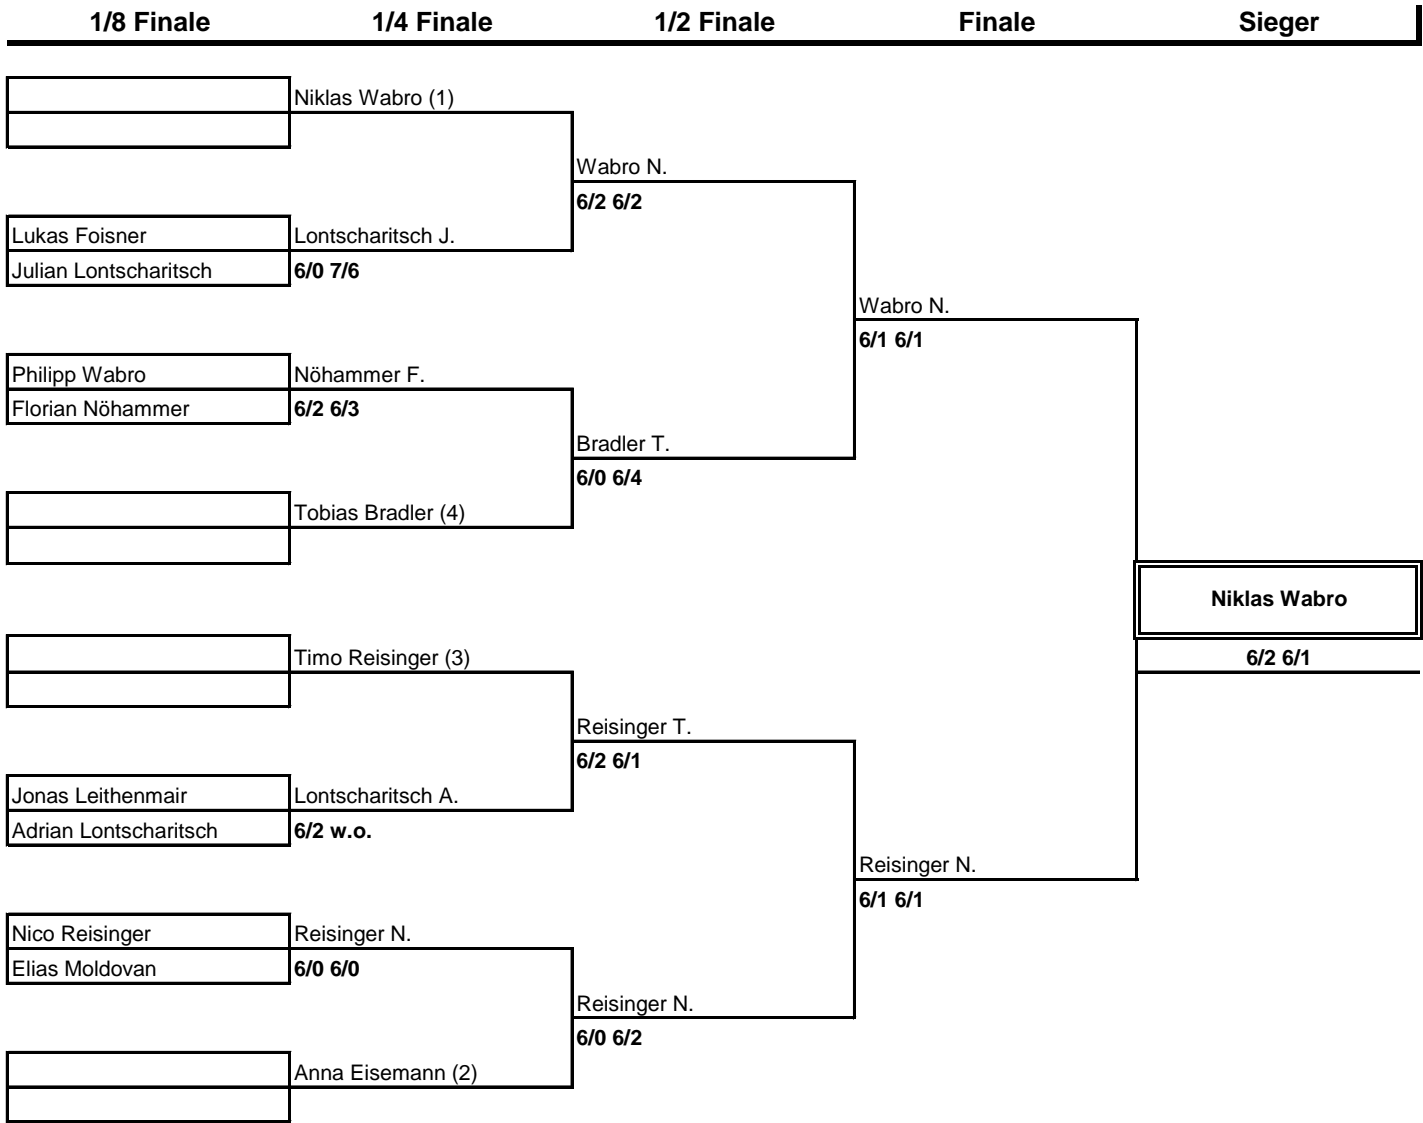 1/8 Finale 1/4 Finale 1/2 Finale Finale Sieger
Niklas Wabro (1)
Wabro N.
6/2 6/2
Lukas Foisner Lontscharitsch J.
Julian Lontscharitsch 6/0 7/6
Wabro N.
6/1 6/1
Philipp Wabro Nöhammer F.
Florian Nöhammer 6/2 6/3
Bradler T.
6/0 6/4
Tobias Bradler (4)
Niklas Wabro
Timo Reisinger (3) 6/2 6/1
Reisinger T.
6/2 6/1
Jonas Leithenmair Lontscharitsch A.
Adrian Lontscharitsch 6/2 w.o.
Reisinger N.
6/1 6/1
Nico Reisinger Reisinger N.
Elias Moldovan 6/0 6/0
Reisinger N.
6/0 6/2
Anna Eisemann (2)